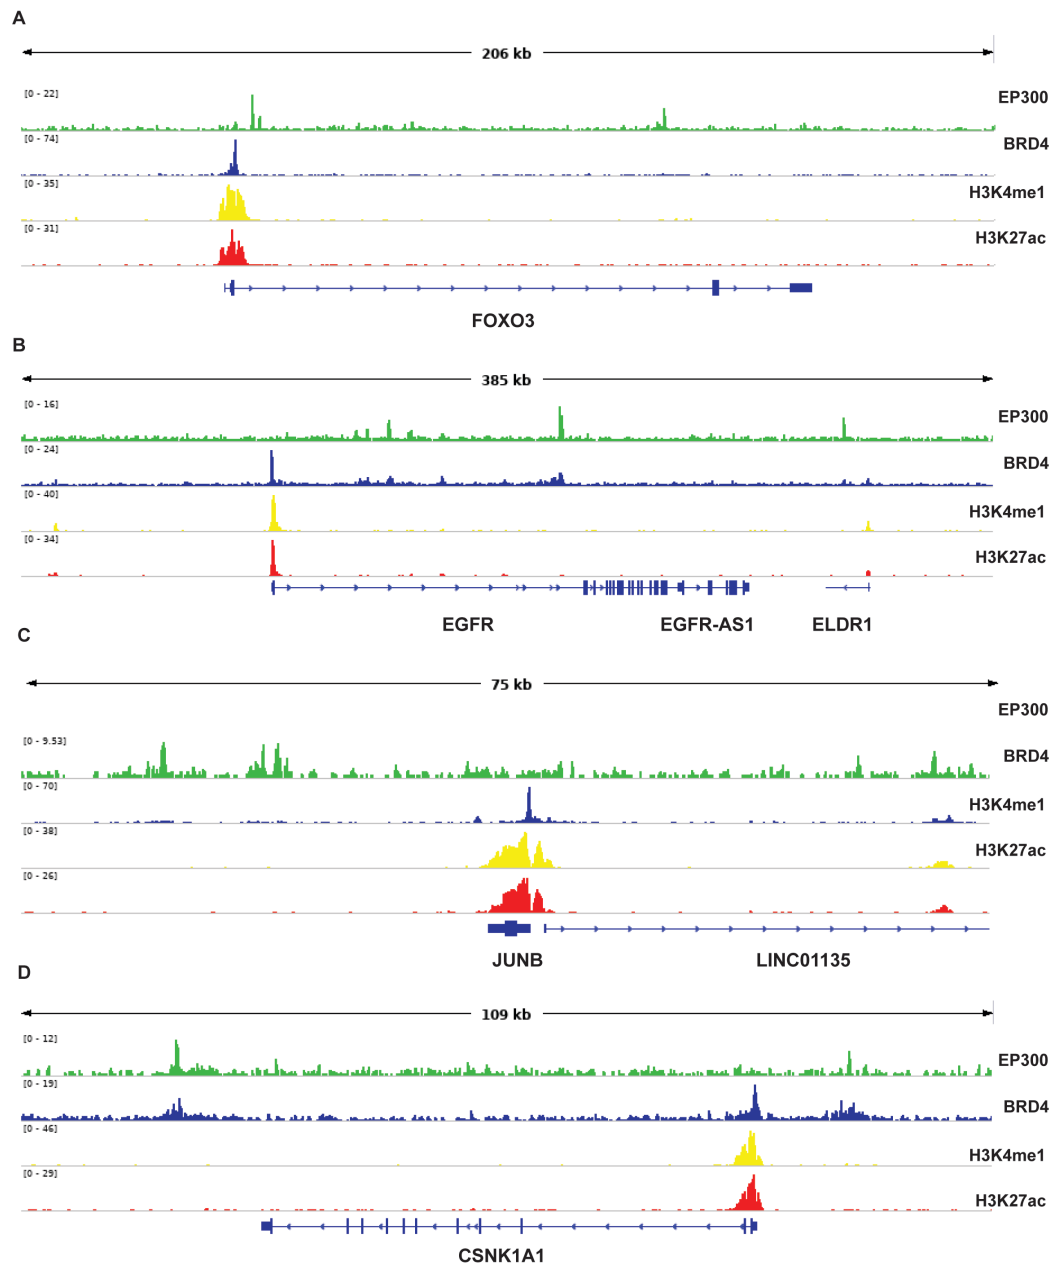 A
206 kb
[0 - 22]
EP300
[0 - 74]
BRD4
[0 - 35]
H3K4me1
[0 - 31]
H3K27ac
FOXO3
B
385 kb
[0 - 16]
EP300
[0 - 24]
BRD4
[0 - 40]
H3K4me1
[0 - 34]
H3K27ac
EGFR EGFR-AS1 ELDR1
C
75 kb
EP300
[0 - 9.53]
BRD4
[0 - 70]
H3K4me1
[0 - 38]
H3K27ac
[0 - 26]
JUNB LINC01135
D
109 kb
[0 - 12]
EP300
[0 - 19]
BRD4
[0 - 46]
H3K4me1
[0 - 29]
H3K27ac
CSNK1A1